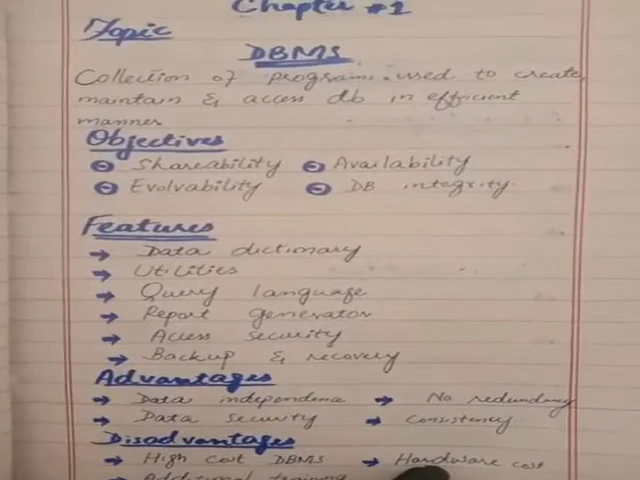 Chapter #1
Topic
DBMS
Collection of programs used to create,
maintain & access db in efficient
manner
Objectives
Shareability Availability
Evolvability DB integrity
Features
→ Data dictionary
→ Utilities
→ Query language
→ Report generator
→ Access security
→ Backup & recovery
Advantages
→ Data independence → No redundancy
→ Data security → Consistency
Disadvantages
→ High cost DBMS → Hardware cost
→ Additional training